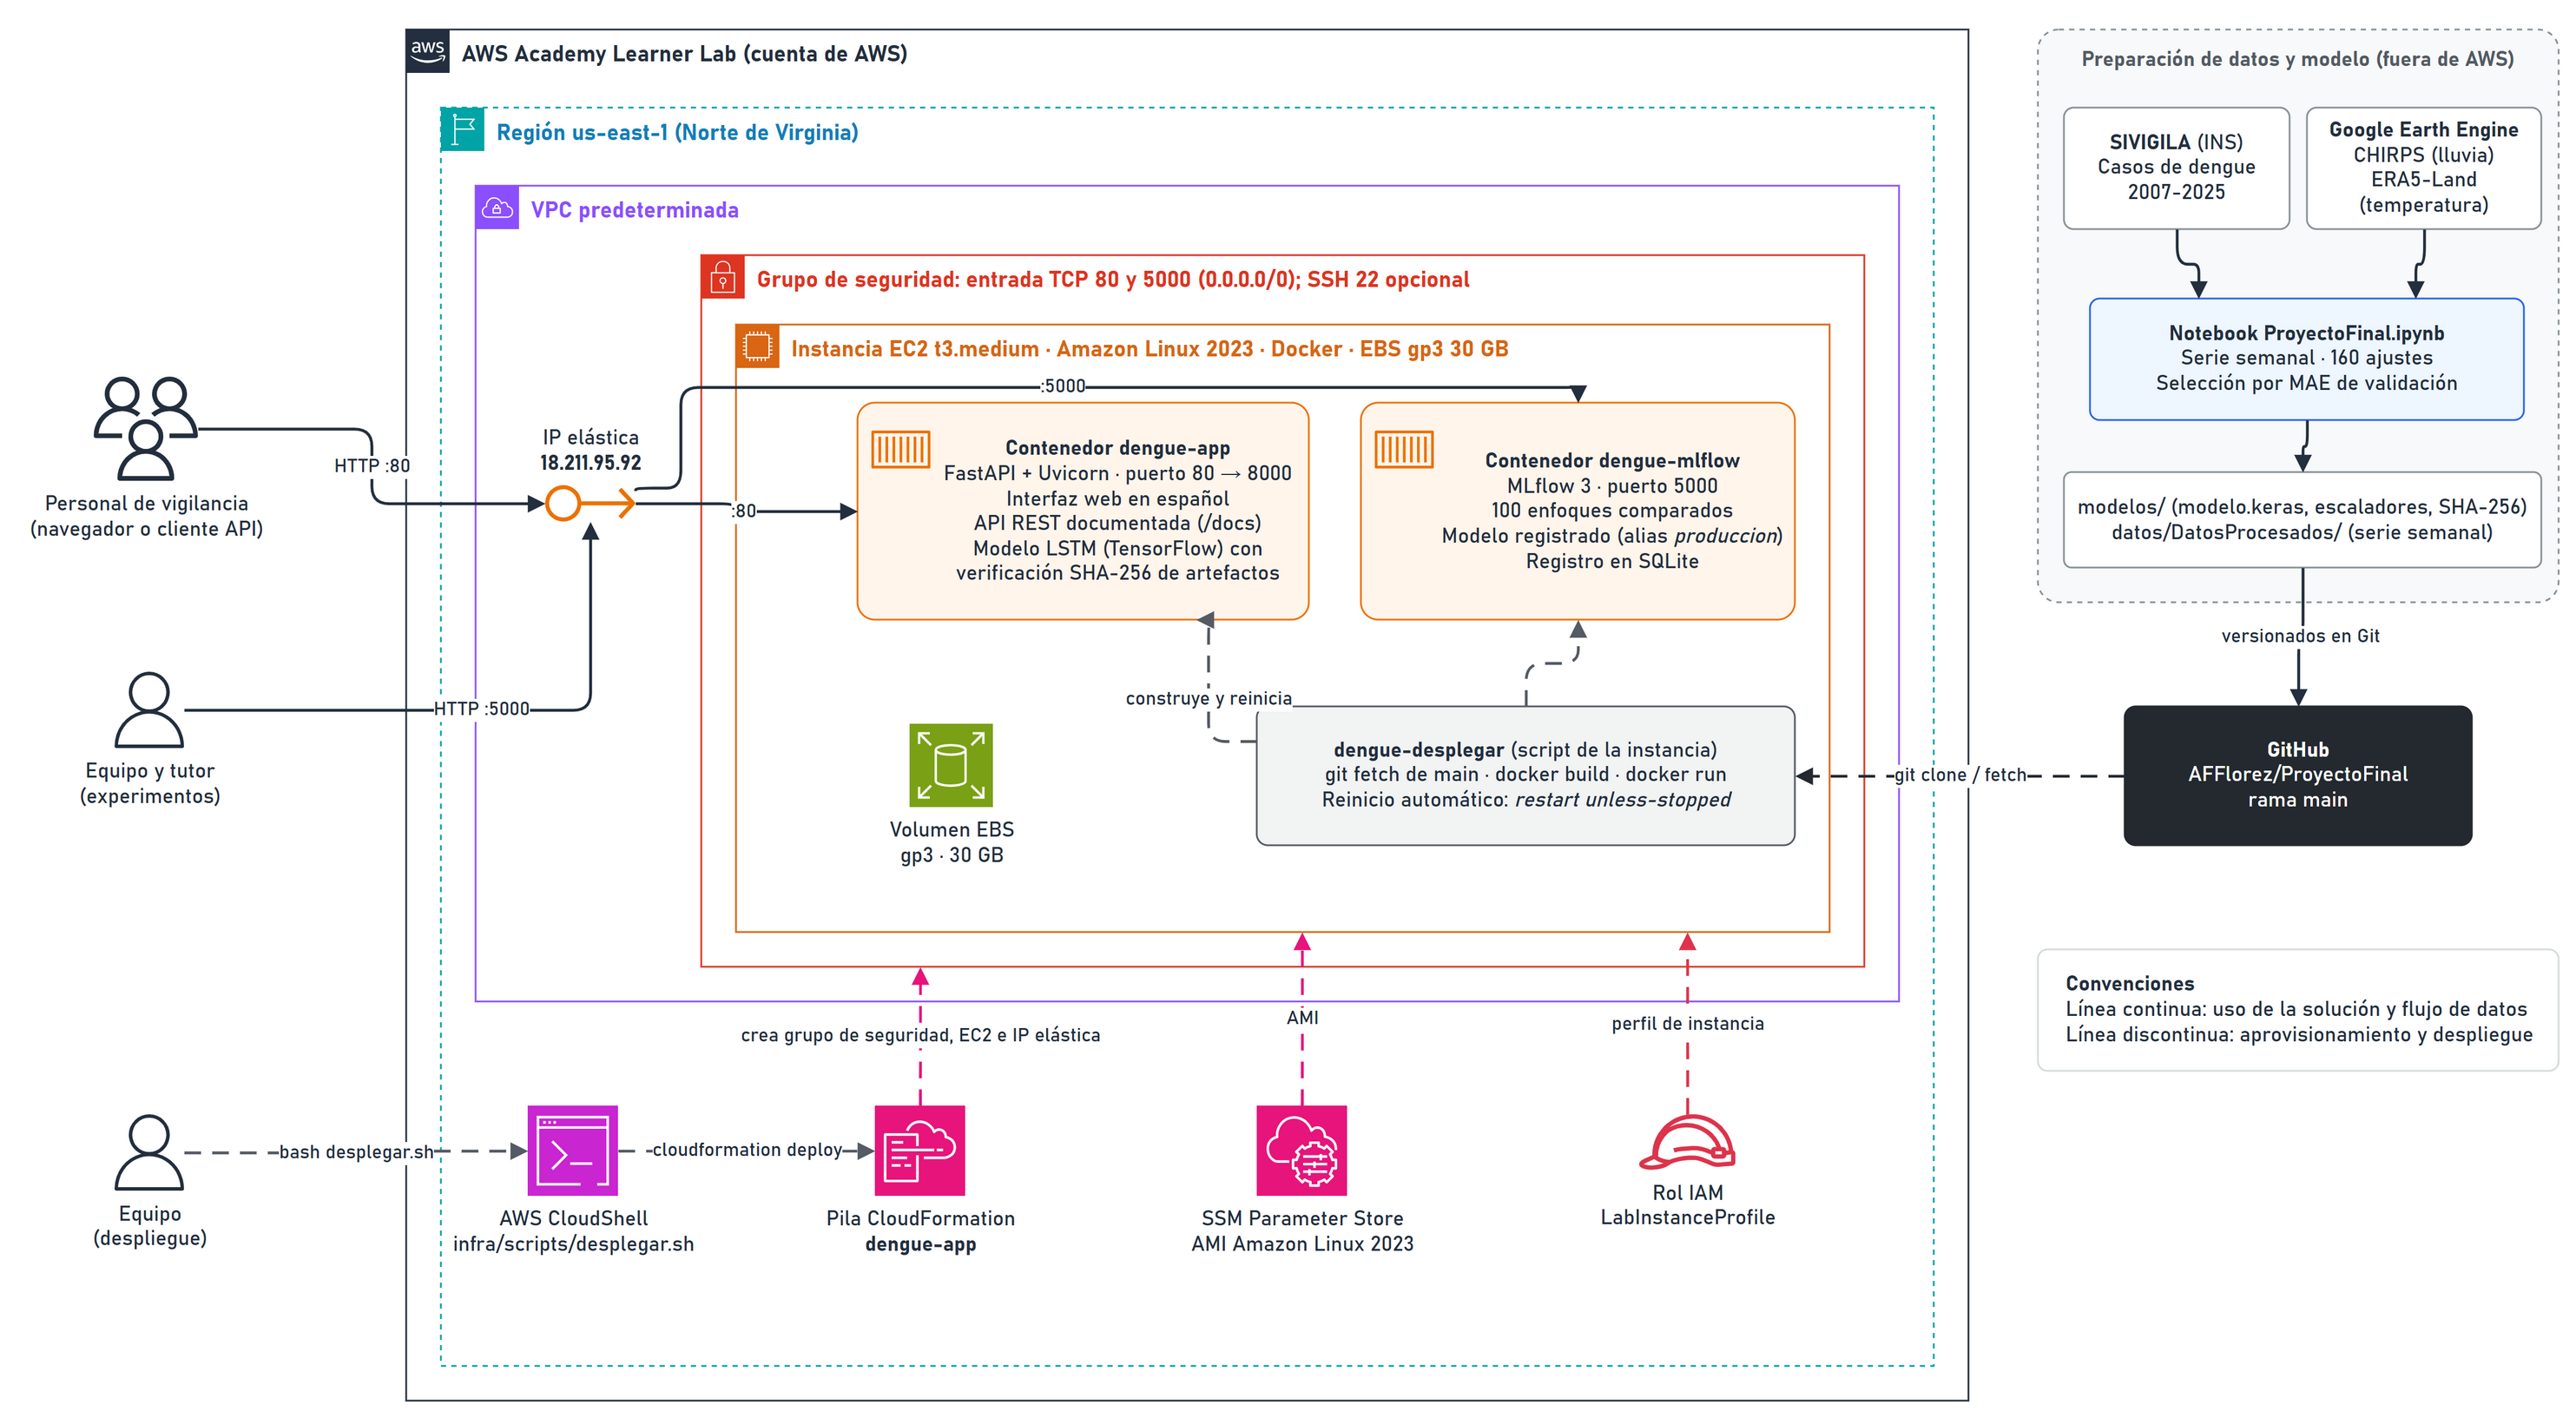 aws
AWS Academy Learner Lab (cuenta de AWS)
Región us-east-1 (Norte de Virginia)
VPC predeterminada
Grupo de seguridad: entrada TCP 80 y 5000 (0.0.0.0/0); SSH 22 opcional
Instancia EC2 t3.medium · Amazon Linux 2023 · Docker · EBS gp3 30 GB
Personal de vigilancia
(navegador o cliente API)
HTTP :80
IP elástica
18.211.95.92
:5000
:80
Contenedor dengue-app
FastAPI + Uvicorn · puerto 80 → 8000
Interfaz web en español
API REST documentada (/docs)
Modelo LSTM (TensorFlow) con
verificación SHA-256 de artefactos
Contenedor dengue-mlflow
MLflow 3 · puerto 5000
100 enfoques comparados
Modelo registrado (alias produccion)
Registro en SQLite
Equipo y tutor
(experimentos)
HTTP :5000
construye y reinicia
Volumen EBS
gp3 · 30 GB
dengue-desplegar (script de la instancia)
git fetch de main · docker build · docker run
Reinicio automático: restart unless-stopped
git clone / fetch
crea grupo de seguridad, EC2 e IP elástica
AMI
perfil de instancia
Equipo
(despliegue)
bash desplegar.sh
AWS CloudShell
infra/scripts/desplegar.sh
cloudformation deploy
Pila CloudFormation
dengue-app
SSM Parameter Store
AMI Amazon Linux 2023
Rol IAM
LabInstanceProfile
Preparación de datos y modelo (fuera de AWS)
SIVIGILA (INS)
Casos de dengue
2007-2025
Google Earth Engine
CHIRPS (lluvia)
ERA5-Land
(temperatura)
Notebook ProyectoFinal.ipynb
Serie semanal · 160 ajustes
Selección por MAE de validación
modelos/ (modelo.keras, escaladores, SHA-256)
datos/DatosProcesados/ (serie semanal)
versionados en Git
GitHub
AFFlorez/ProyectoFinal
rama main
Convenciones
Línea continua: uso de la solución y flujo de datos
Línea discontinua: aprovisionamiento y despliegue